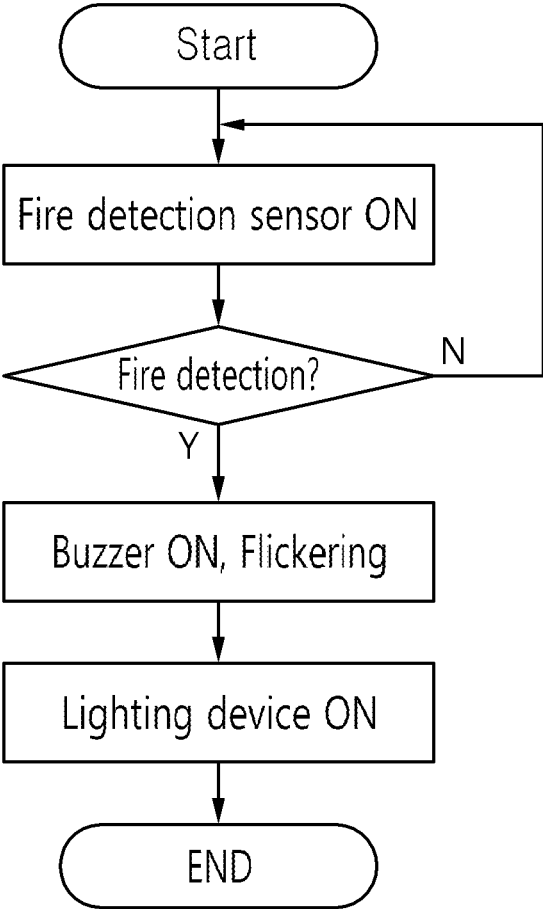 Start
Fire detection sensor ON
Fire detection?
N
Y
Buzzer ON, Flickering
Lighting device ON
END